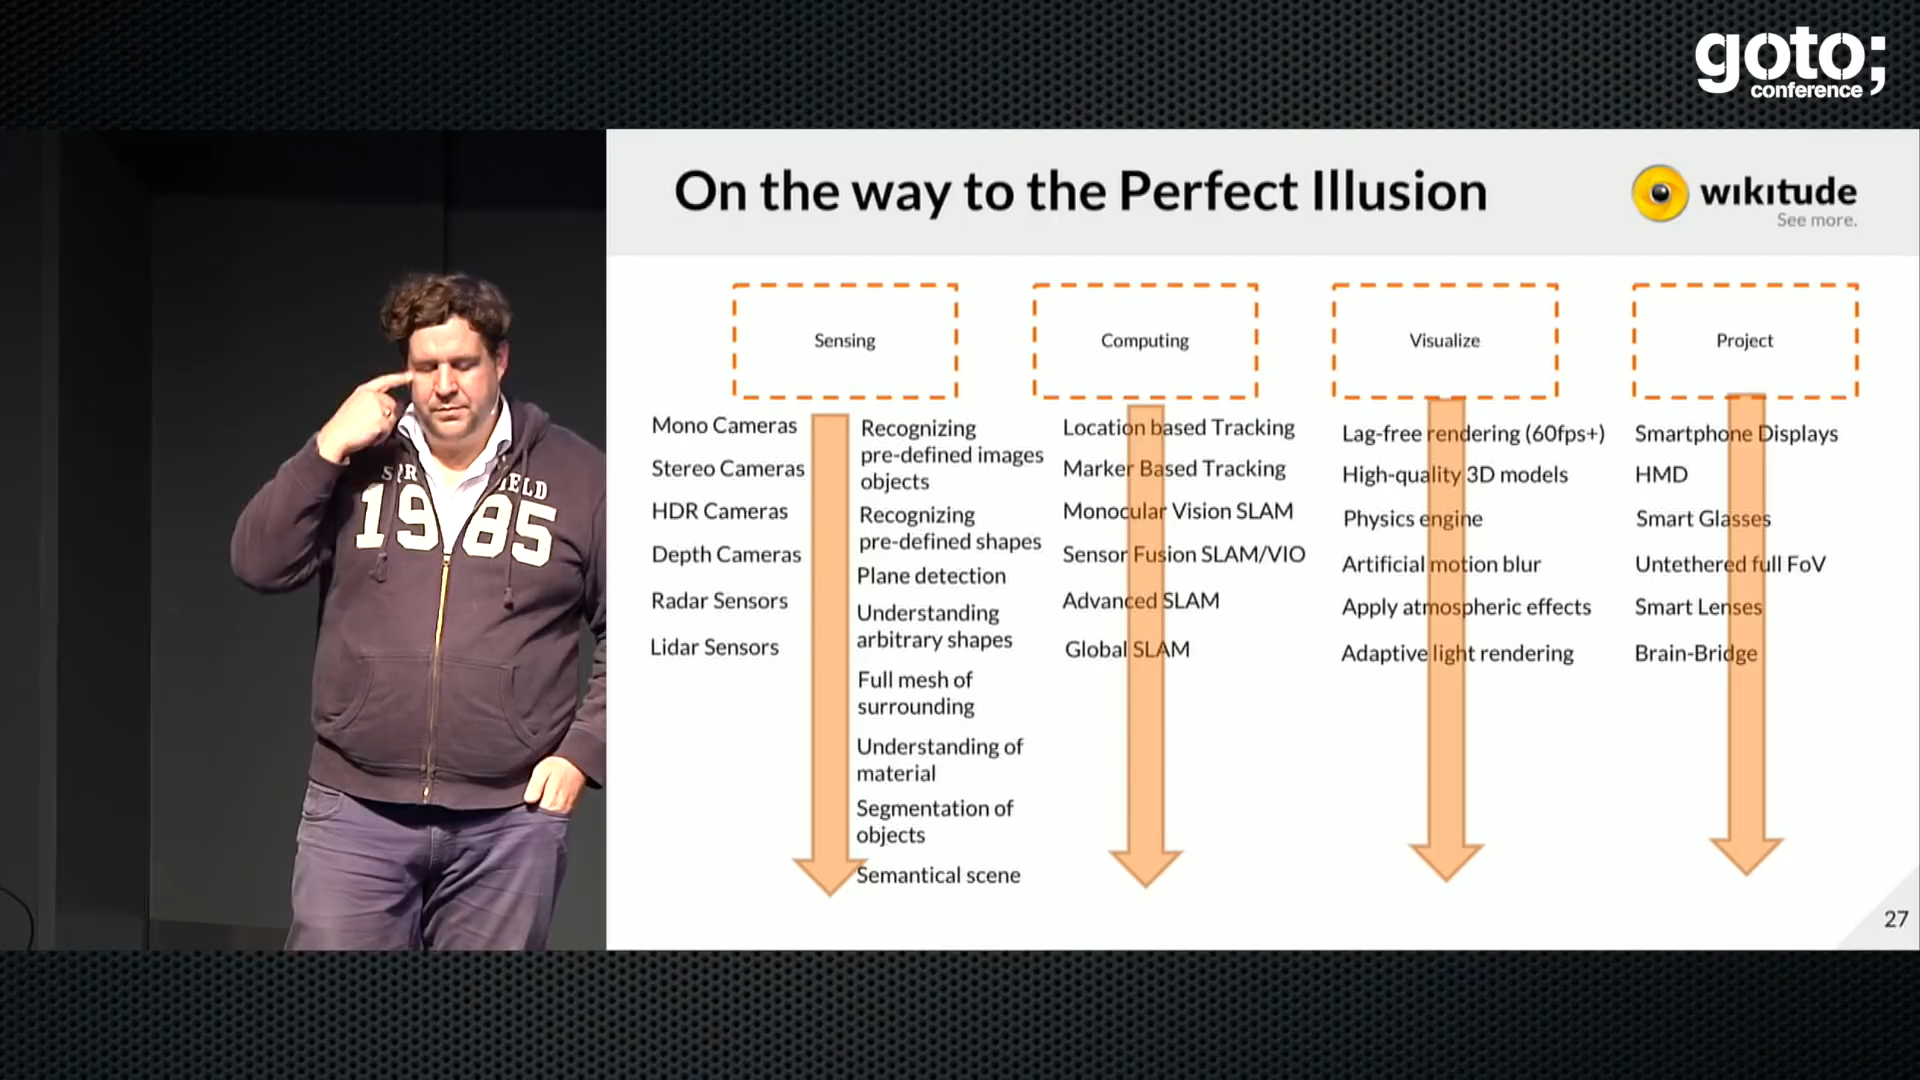 goto;
conference
On the way to the Perfect Illusion
wikitude
See more.
Sensing
Computing
Visualize
Project
Mono Cameras
Stereo Cameras
HDR Cameras
Depth Cameras
Radar Sensors
Lidar Sensors
Recognizing
pre-defined images
objects
Recognizing
pre-defined shapes
Plane detection
Understanding
arbitrary shapes
Full mesh of
surrounding
Understanding of
material
Segmentation of
objects
Semantical scene
Location based Tracking
Marker Based Tracking
Monocular Vision SLAM
Sensor Fusion SLAM/VIO
Advanced SLAM
Global SLAM
Lag-free rendering (60fps+)
High-quality 3D models
Physics engine
Artificial motion blur
Apply atmospheric effects
Adaptive light rendering
Smartphone Displays
HMD
Smart Glasses
Untethered full FoV
Smart Lenses
Brain-Bridge
27
1985